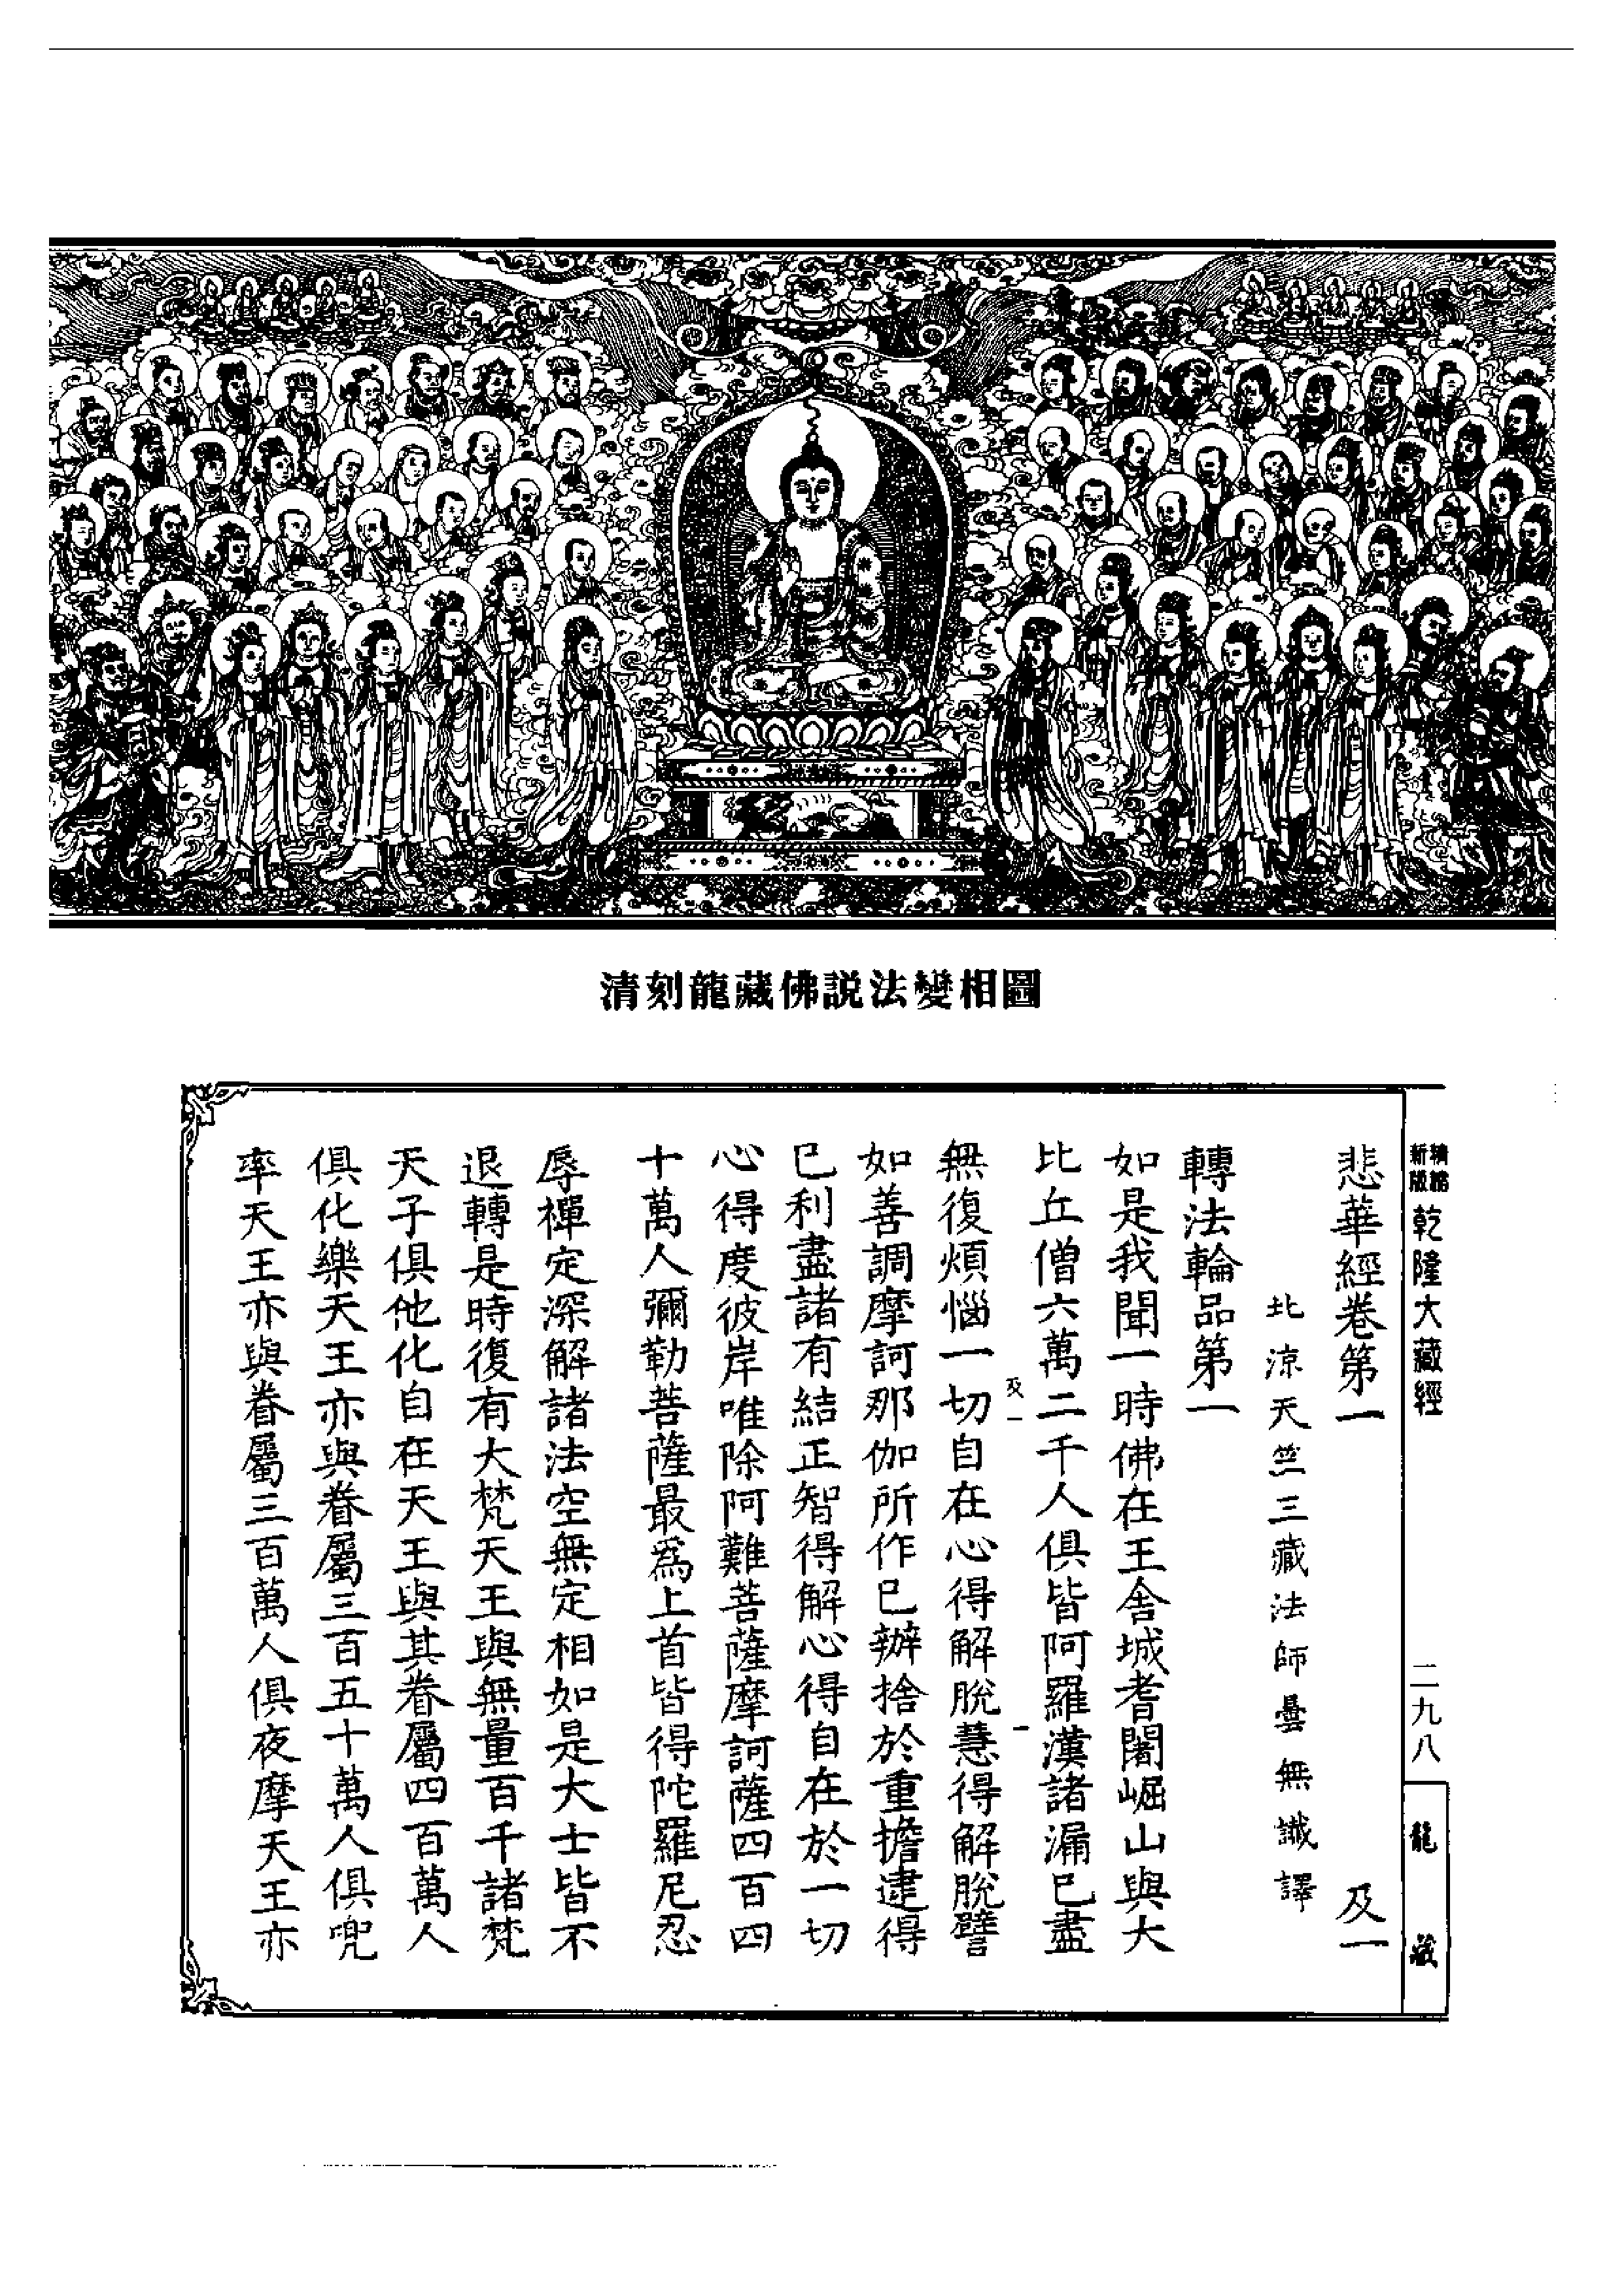 清刻龍藏佛説法變相圖
新版精縮乾隆大藏經
二九八
龍藏
悲華經卷第一 及一
北涼天竺三藏法師曇無讖譯
轉法輪品第一
如是我聞一時佛在王舍城耆闍崛山與大
比丘僧六萬二千人俱皆阿羅漢諸漏已盡
及一 一
無復煩惱一切自在心得解脫慧得解脫譬
如善調摩訶那伽所作已辦捨於重擔逮得
已利盡諸有結正智得解心得自在於一切
心得度彼岸唯除阿難菩薩摩訶薩四百四
十萬人彌勒菩薩最爲上首皆得陀羅尼忍
辱禪定深解諸法空無定相如是大士皆不
退轉是時復有大梵天王與無量百千諸梵
天子俱他化自在天王與其眷屬四百萬人
俱化樂天王亦與眷屬三百五十萬人俱兜
率天王亦與眷屬三百萬人俱夜摩天王亦